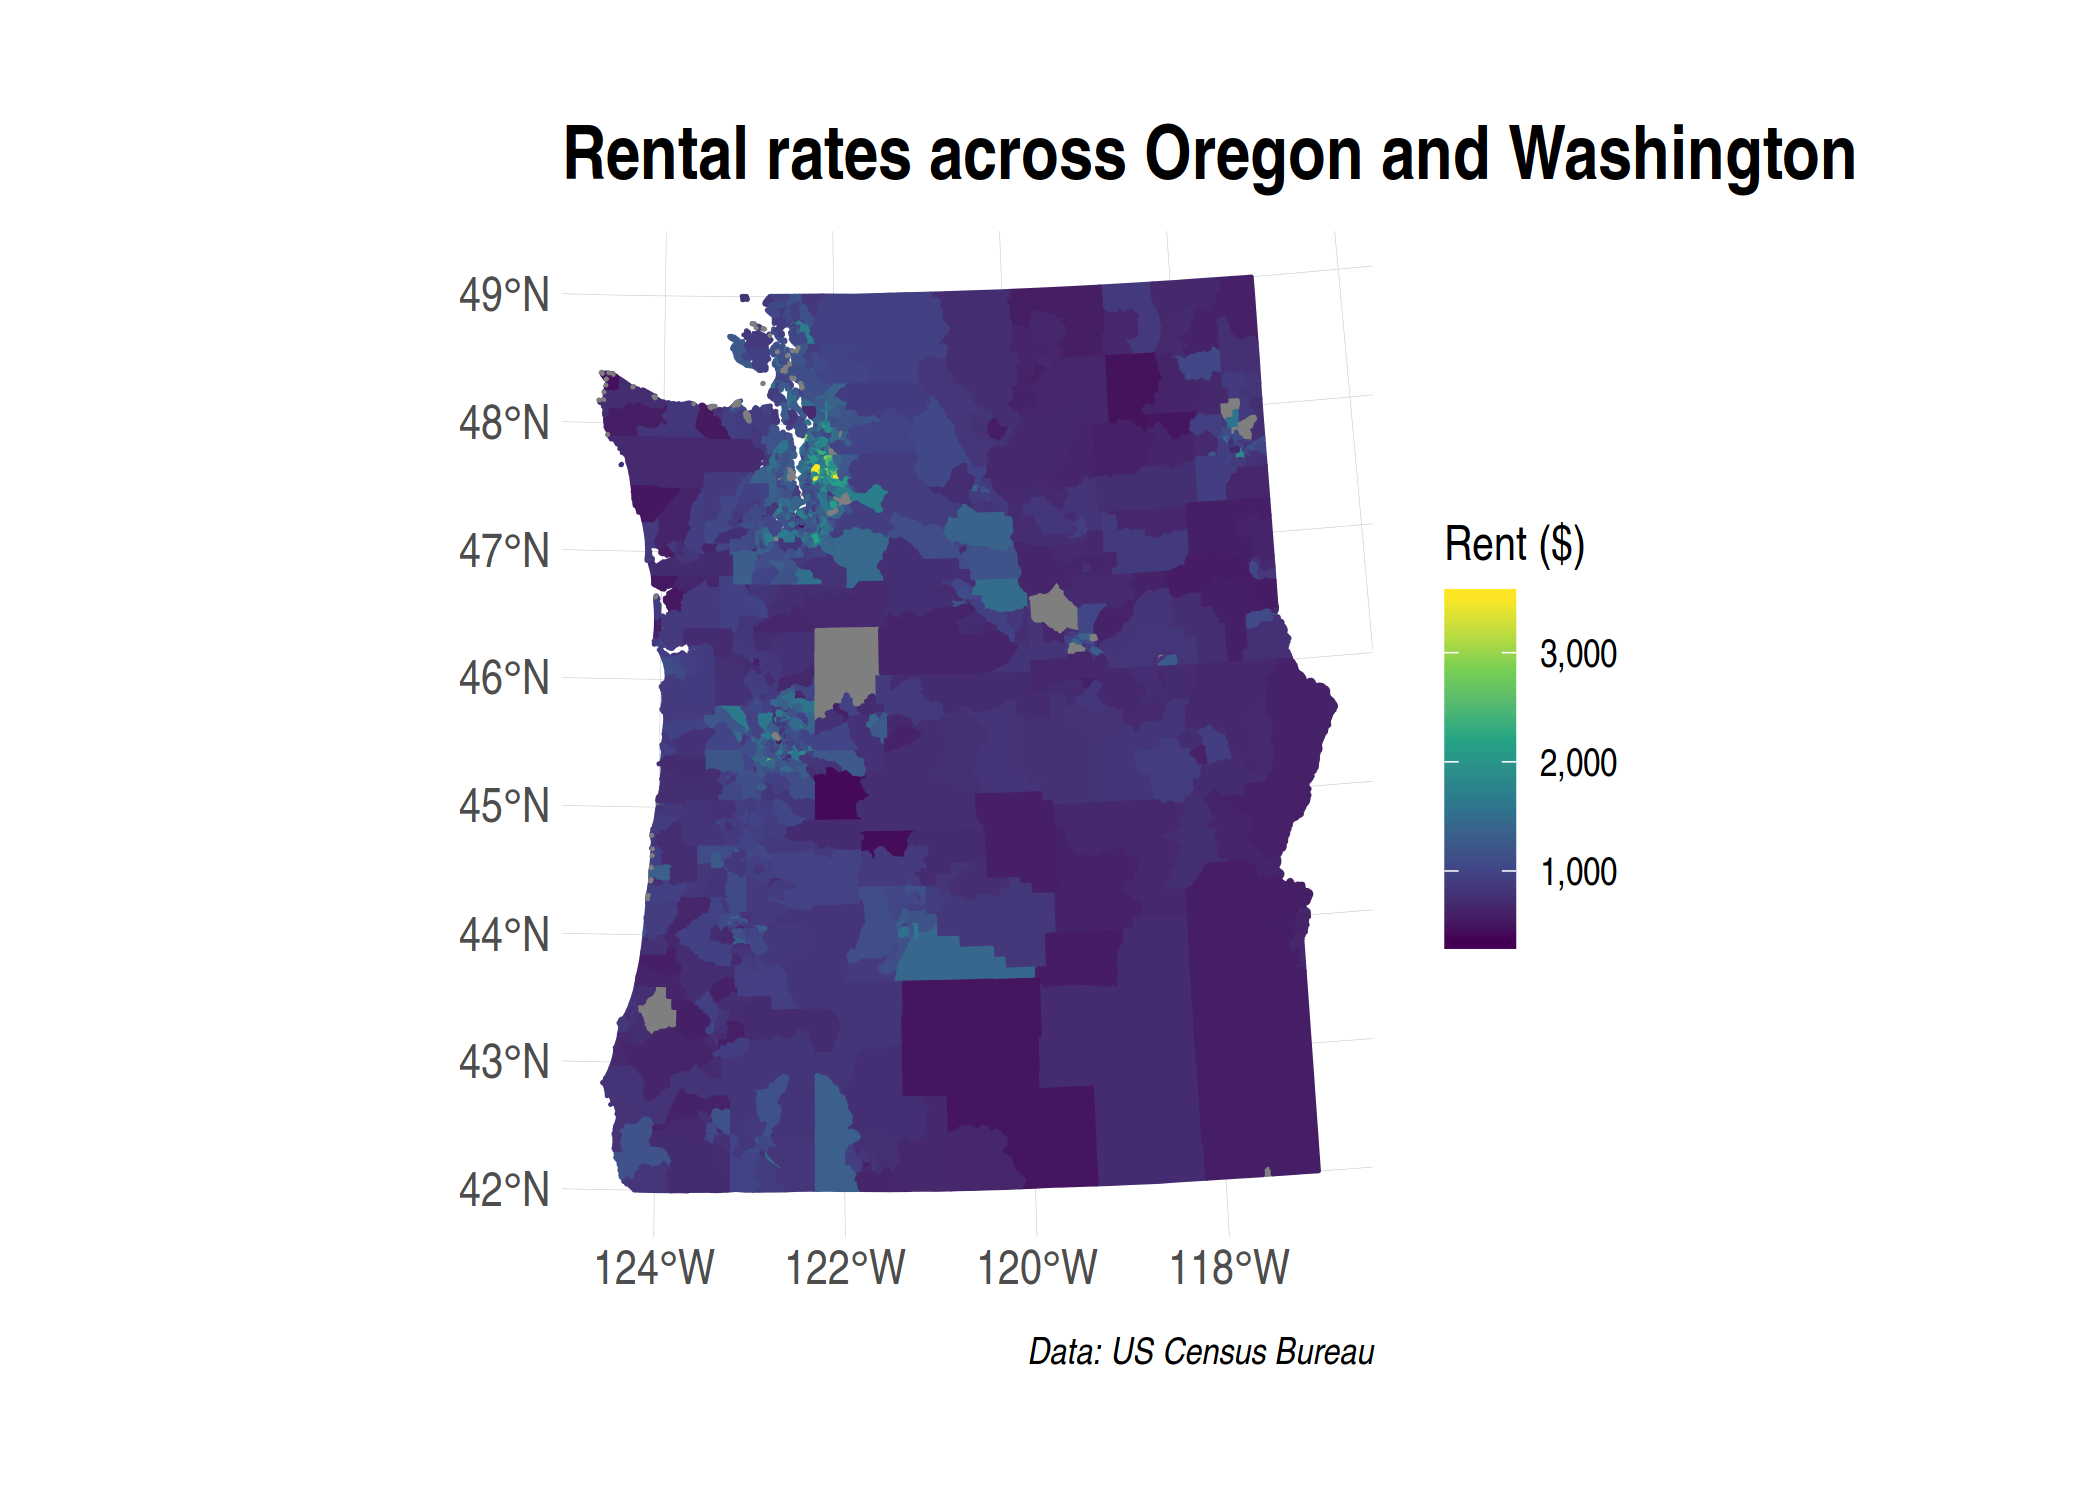 Rental rates across Oregon and Washington
49°N
48°N
47°N
46°N
45°N
44°N
43°N
42°N
124°W
122°W
120°W
118°W
Rent ($)
3,000
2,000
1,000
Data: US Census Bureau